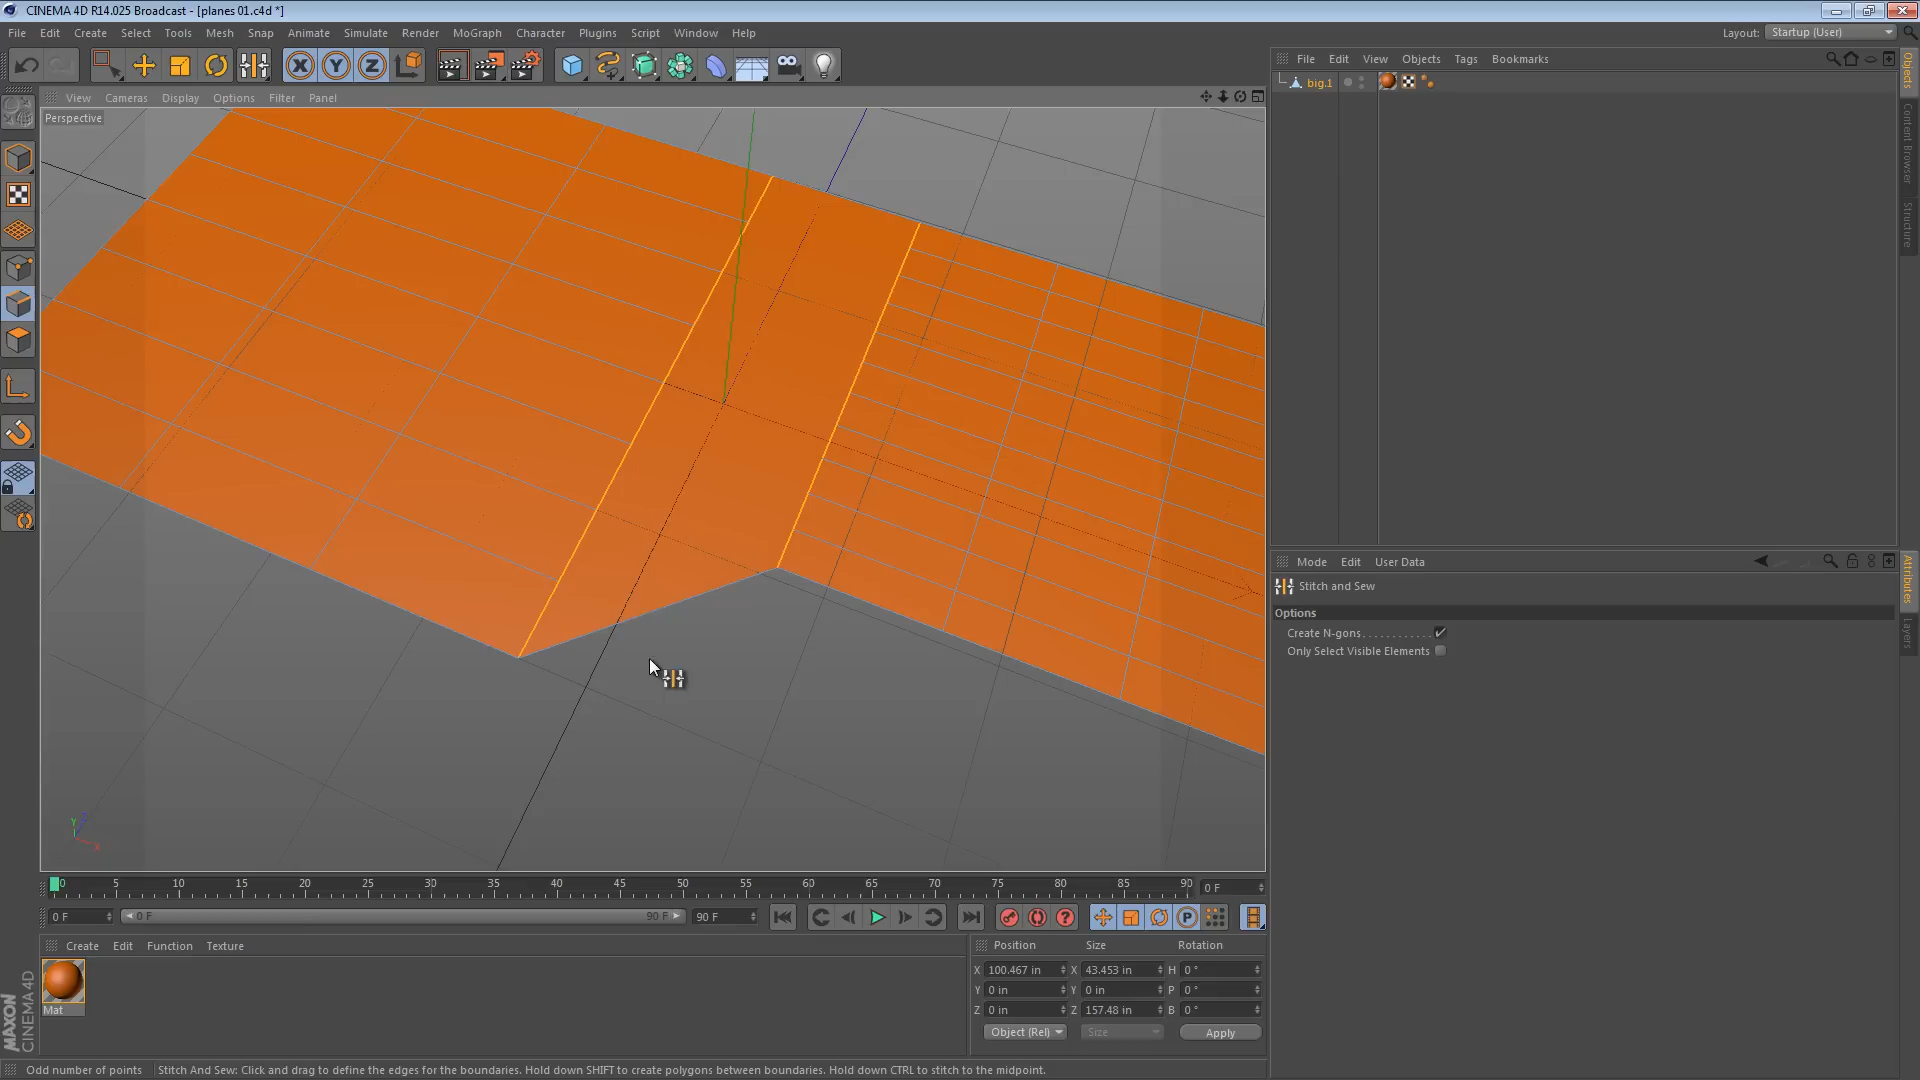 CINEMA 4D R14.025 Broadcast - [planes 01.c4d *]
File Edit Create Select Tools Mesh Snap Animate Simulate Render Character MoGraph Character Plugins Script Window Help
Layout: Startup (User)
File Edit View Objects Tags Bookmarks
big.1
View Cameras Display Options Filter Panel
Perspective
Objects
Content Browser
Structure
Mode Edit User Data
Stitch and Sew
Options
Create N-gons
Only Select Visible Elements
Attributes
Layers
Y
Z
X
0 5 10 15 20 25 30 35 40 45 50 55 60 65 70 75 80 85 90
0 F
0 F 0 F 90 F 90 F
Create Edit Function Texture
Mat
MAXON
CINEMA 4D
Position Size Rotation
X 100.467 in X 43.453 in H 0 °
Y 0 in Y 0 in P 0 °
Z 0 in Z 157.48 in B 0 °
Object (Rel) Size Apply
Odd number of points Stitch And Sew: Click and drag to define the edges for the boundaries. Hold down SHIFT to create polygons between boundaries. Hold down CTRL to stitch to the midpoint.